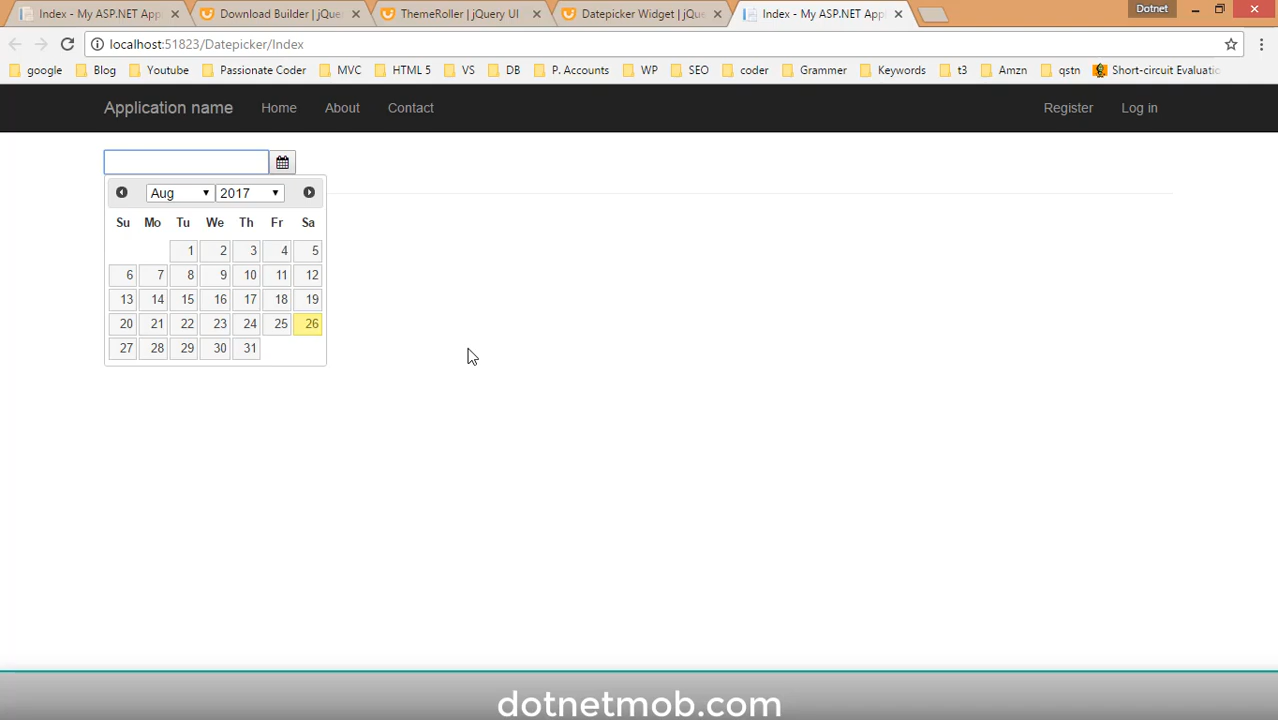 Index - My ASP.NET App
Download Builder | jQue
ThemeRoller | jQuery UI
Datepicker Widget | jQue
Index - My ASP.NET Appl
Dotnet
localhost:51823/Datepicker/Index
google Blog Youtube Passionate Coder MVC HTML 5 VS DB P. Accounts WP SEO coder Grammer Keywords t3 Amzn qstn Short-circuit Evaluatio
Application name Home About Contact Register Log in
Aug 2017
Su Mo Tu We Th Fr Sa
1 2 3 4 5
6 7 8 9 10 11 12
13 14 15 16 17 18 19
20 21 22 23 24 25 26
27 28 29 30 31
dotnetmob.com